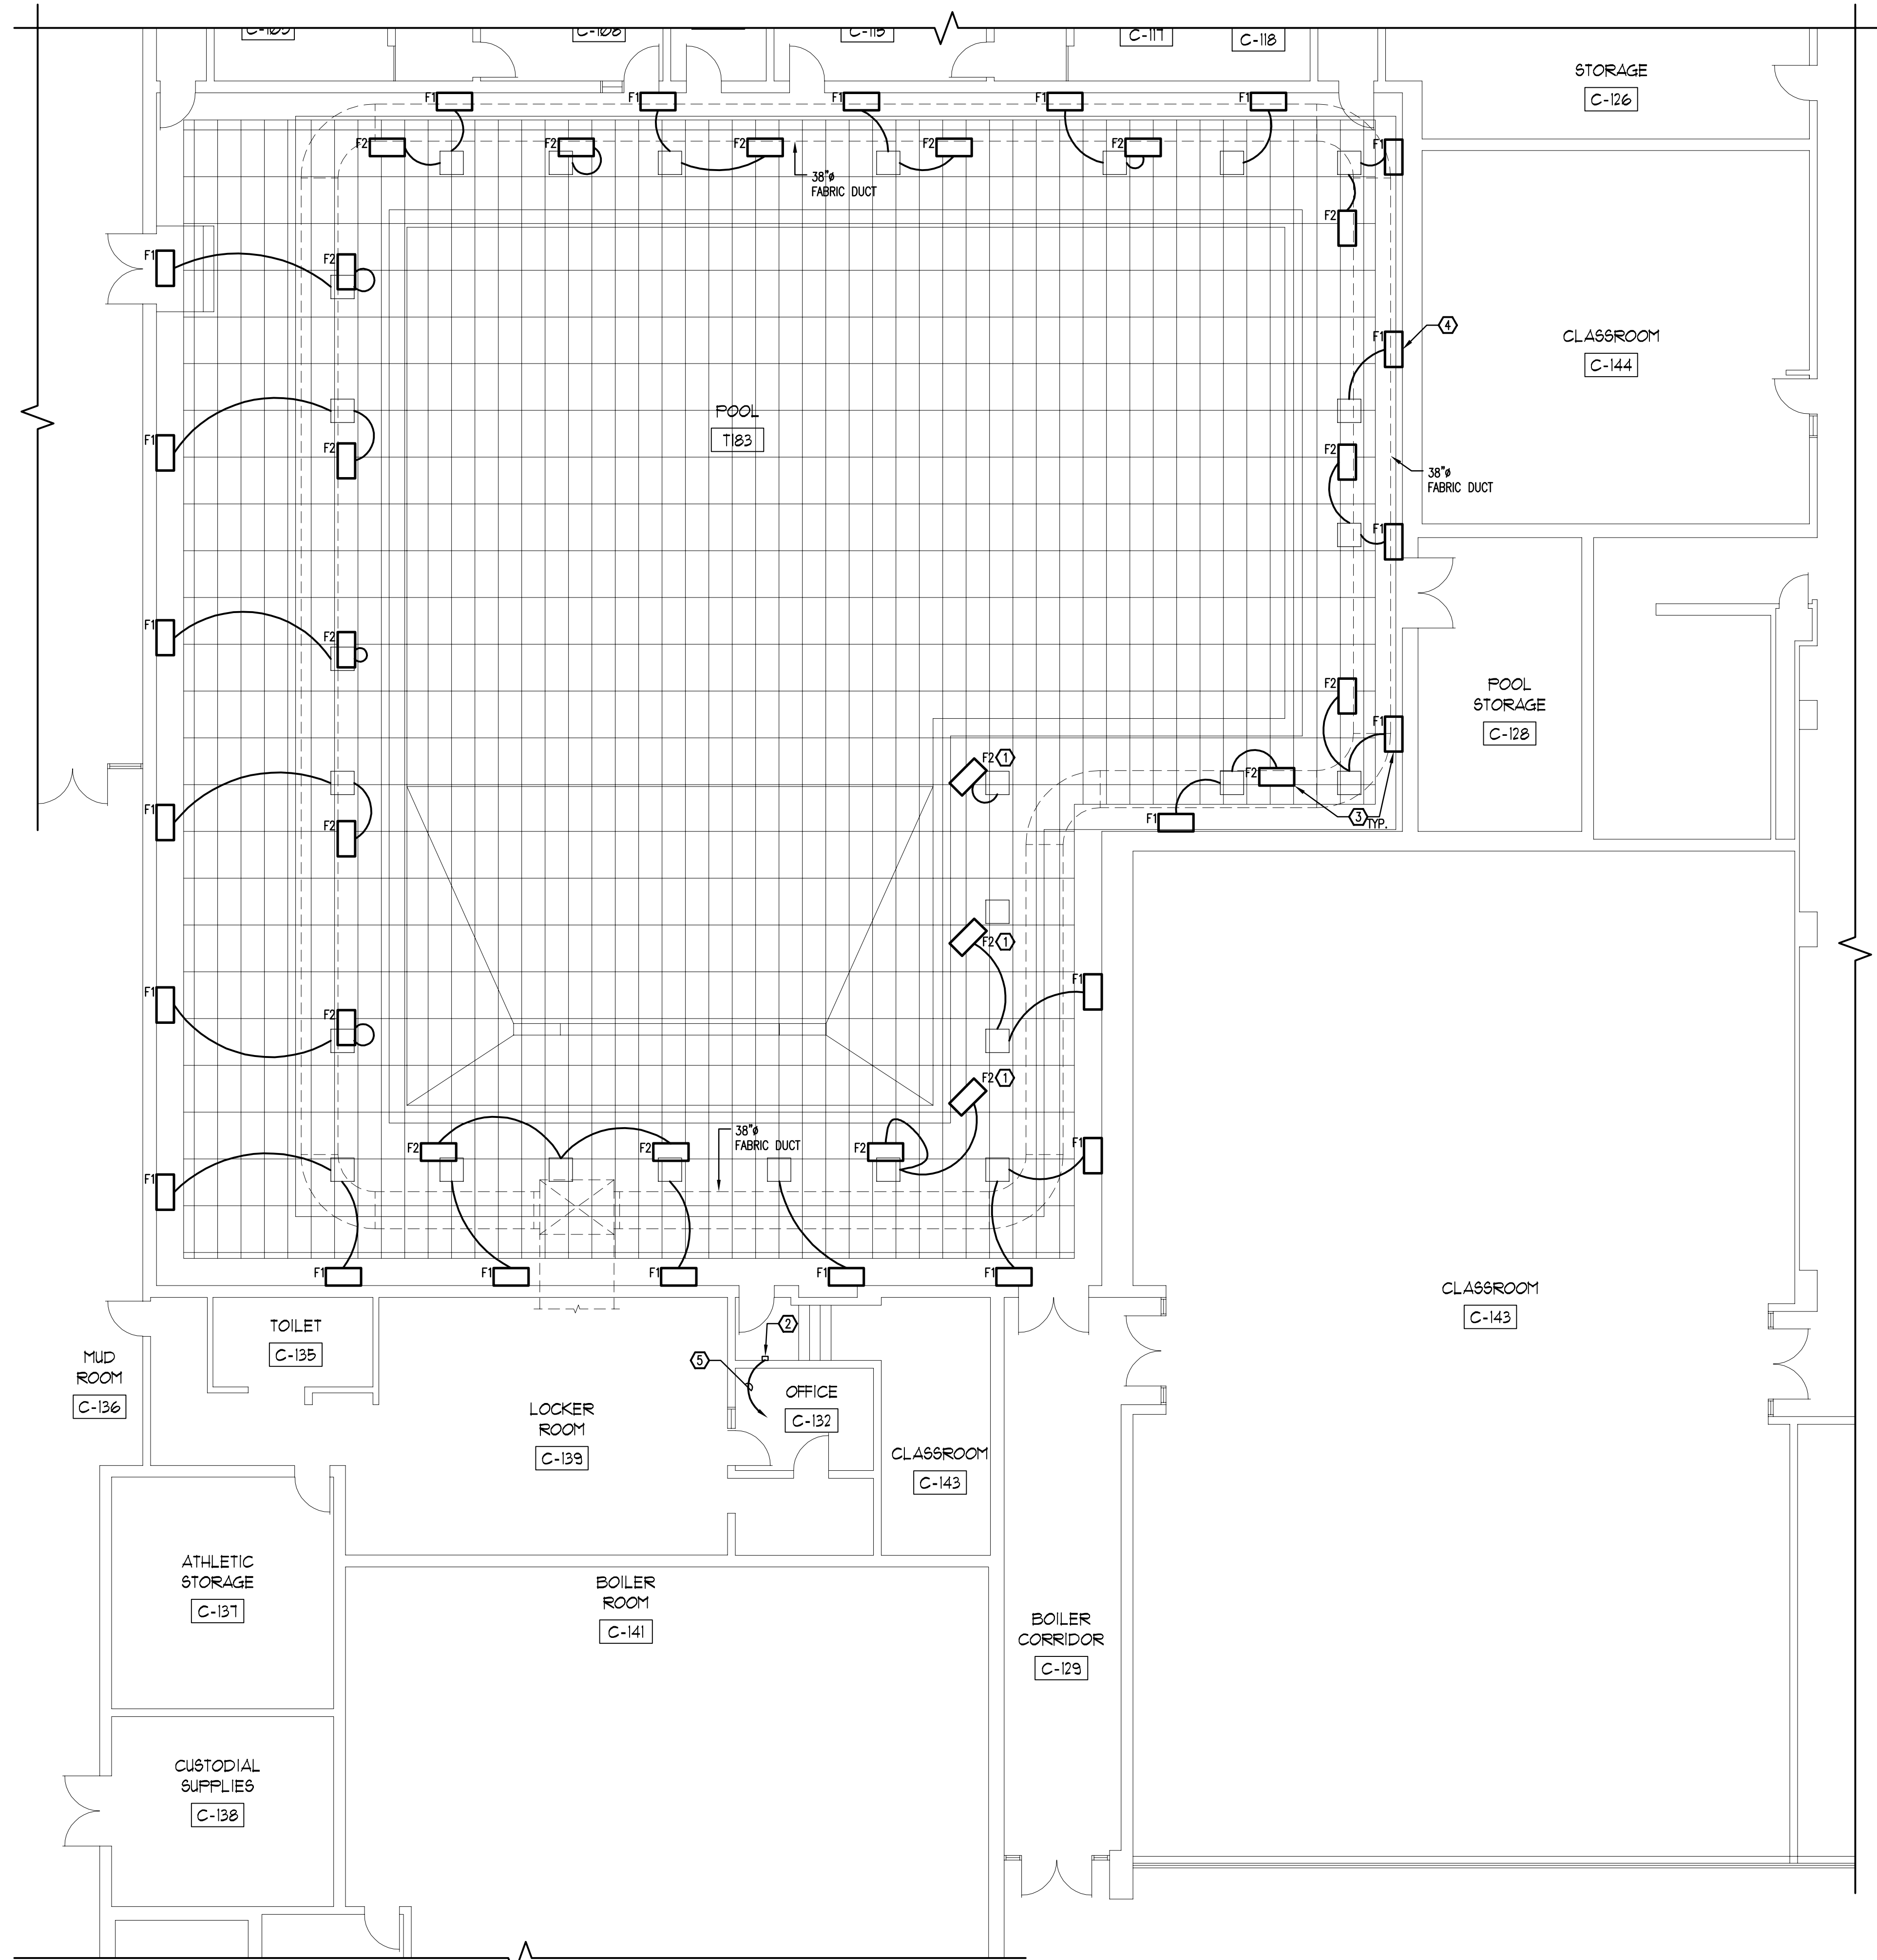 C-108
C-115
C-117
C-118
STORAGE
C-126
F1
F1
F1
F1
F1
F2
F2
F2
F2
F2
F1
38"ø
FABRIC DUCT
F2
F1
F2
F1
4
CLASSROOM
C-144
POOL
T183
F1
F2
F2
38"ø
FABRIC DUCT
F1
F1
F2
F2
POOL
STORAGE
C-128
F1
F2 1
F2
3
TYP.
F1
F1
F2
F2 1
F1
F1
F2
F2 1
38"ø
FABRIC DUCT
F2
F2
F2
F1
F1
F1
F1
F1
F1
F1
CLASSROOM
C-143
TOILET
C-135
2
5
MUD
ROOM
C-136
OFFICE
C-132
LOCKER
ROOM
C-139
CLASSROOM
C-143
ATHLETIC
STORAGE
C-137
BOILER
ROOM
C-141
BOILER
CORRIDOR
C-129
CUSTODIAL
SUPPLIES
C-138